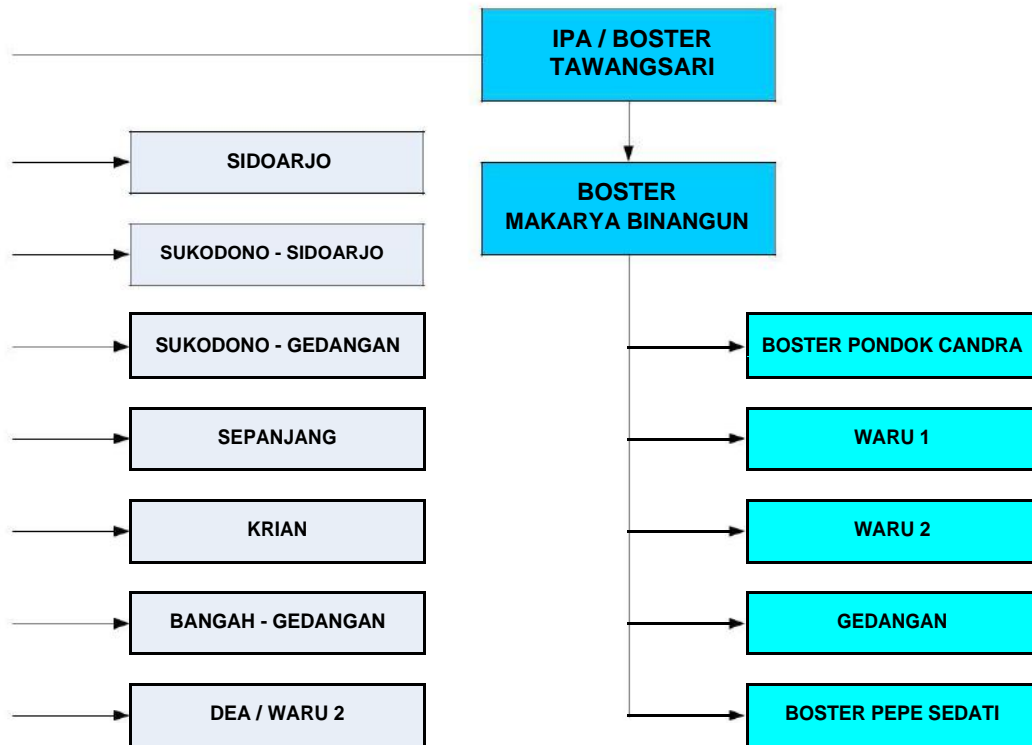 IPA / BOSTER
TAWANGSARI
SIDOARJO
BOSTER
MAKARYA BINANGUN
SUKODONO - SIDOARJO
SUKODONO - GEDANGAN
BOSTER PONDOK CANDRA
SEPANJANG
WARU 1
KRIAN
WARU 2
BANGAH - GEDANGAN
GEDANGAN
DEA / WARU 2
BOSTER PEPE SEDATI